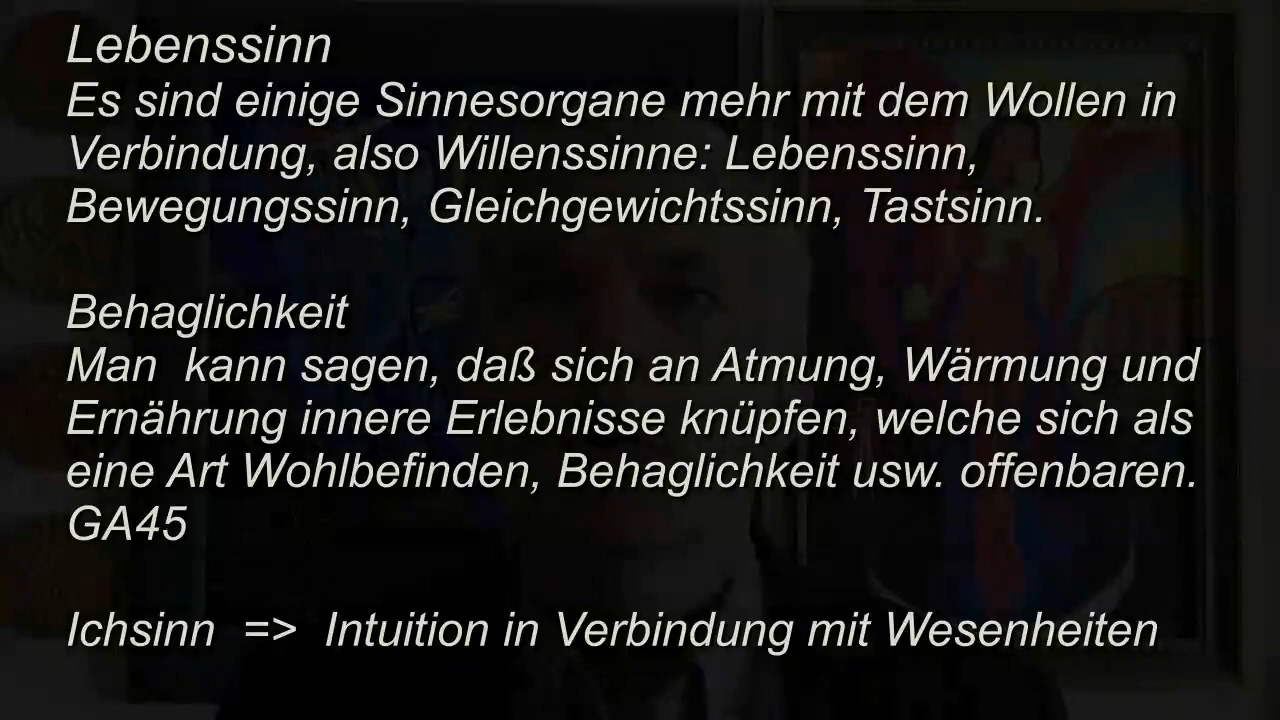 Lebenssinn
Es sind einige Sinnesorgane mehr mit dem Wollen in
Verbindung, also Willenssinne: Lebenssinn,
Bewegungssinn, Gleichgewichtssinn, Tastsinn.
Behaglichkeit
Man  kann sagen, daß sich an Atmung, Wärmung und
Ernährung innere Erlebnisse knüpfen, welche sich als
eine Art Wohlbefinden, Behaglichkeit usw. offenbaren.
GA45
Ichsinn  =>  Intuition in Verbindung mit Wesenheiten